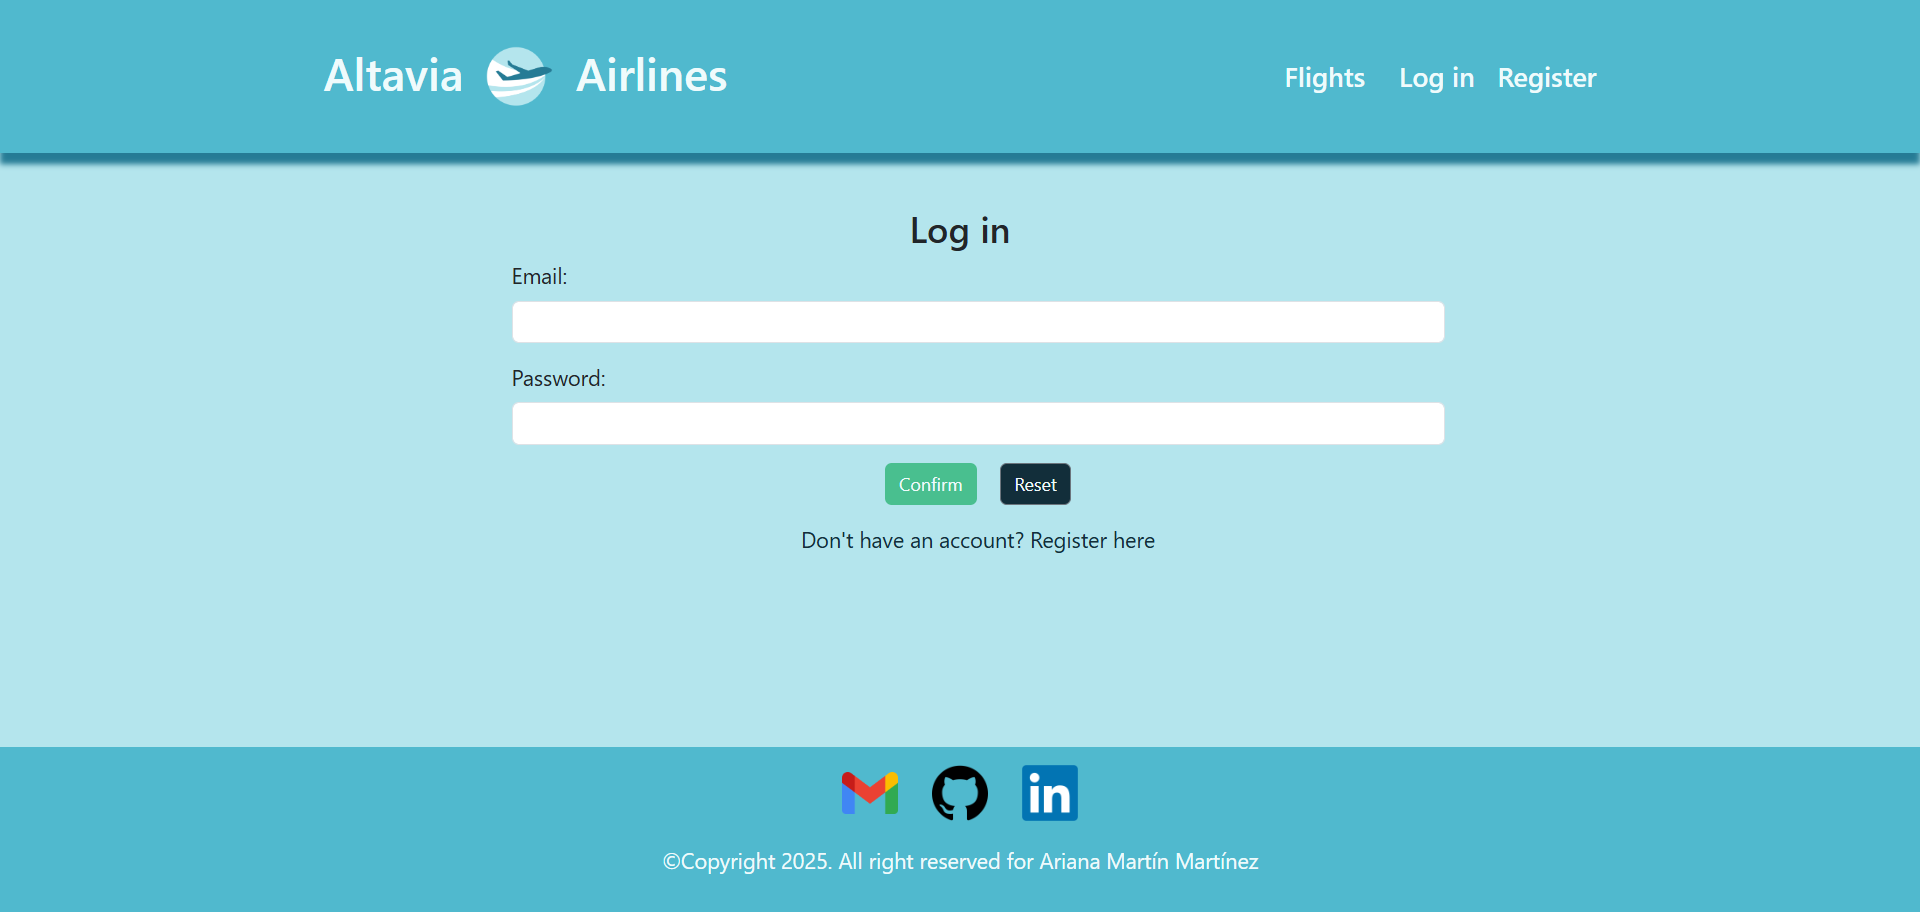 Altavia Airlines
Flights Log in Register
Log in
Email:
Password:
Confirm Reset
Don't have an account? Register here
in
©Copyright 2025. All right reserved for Ariana Martín Martínez